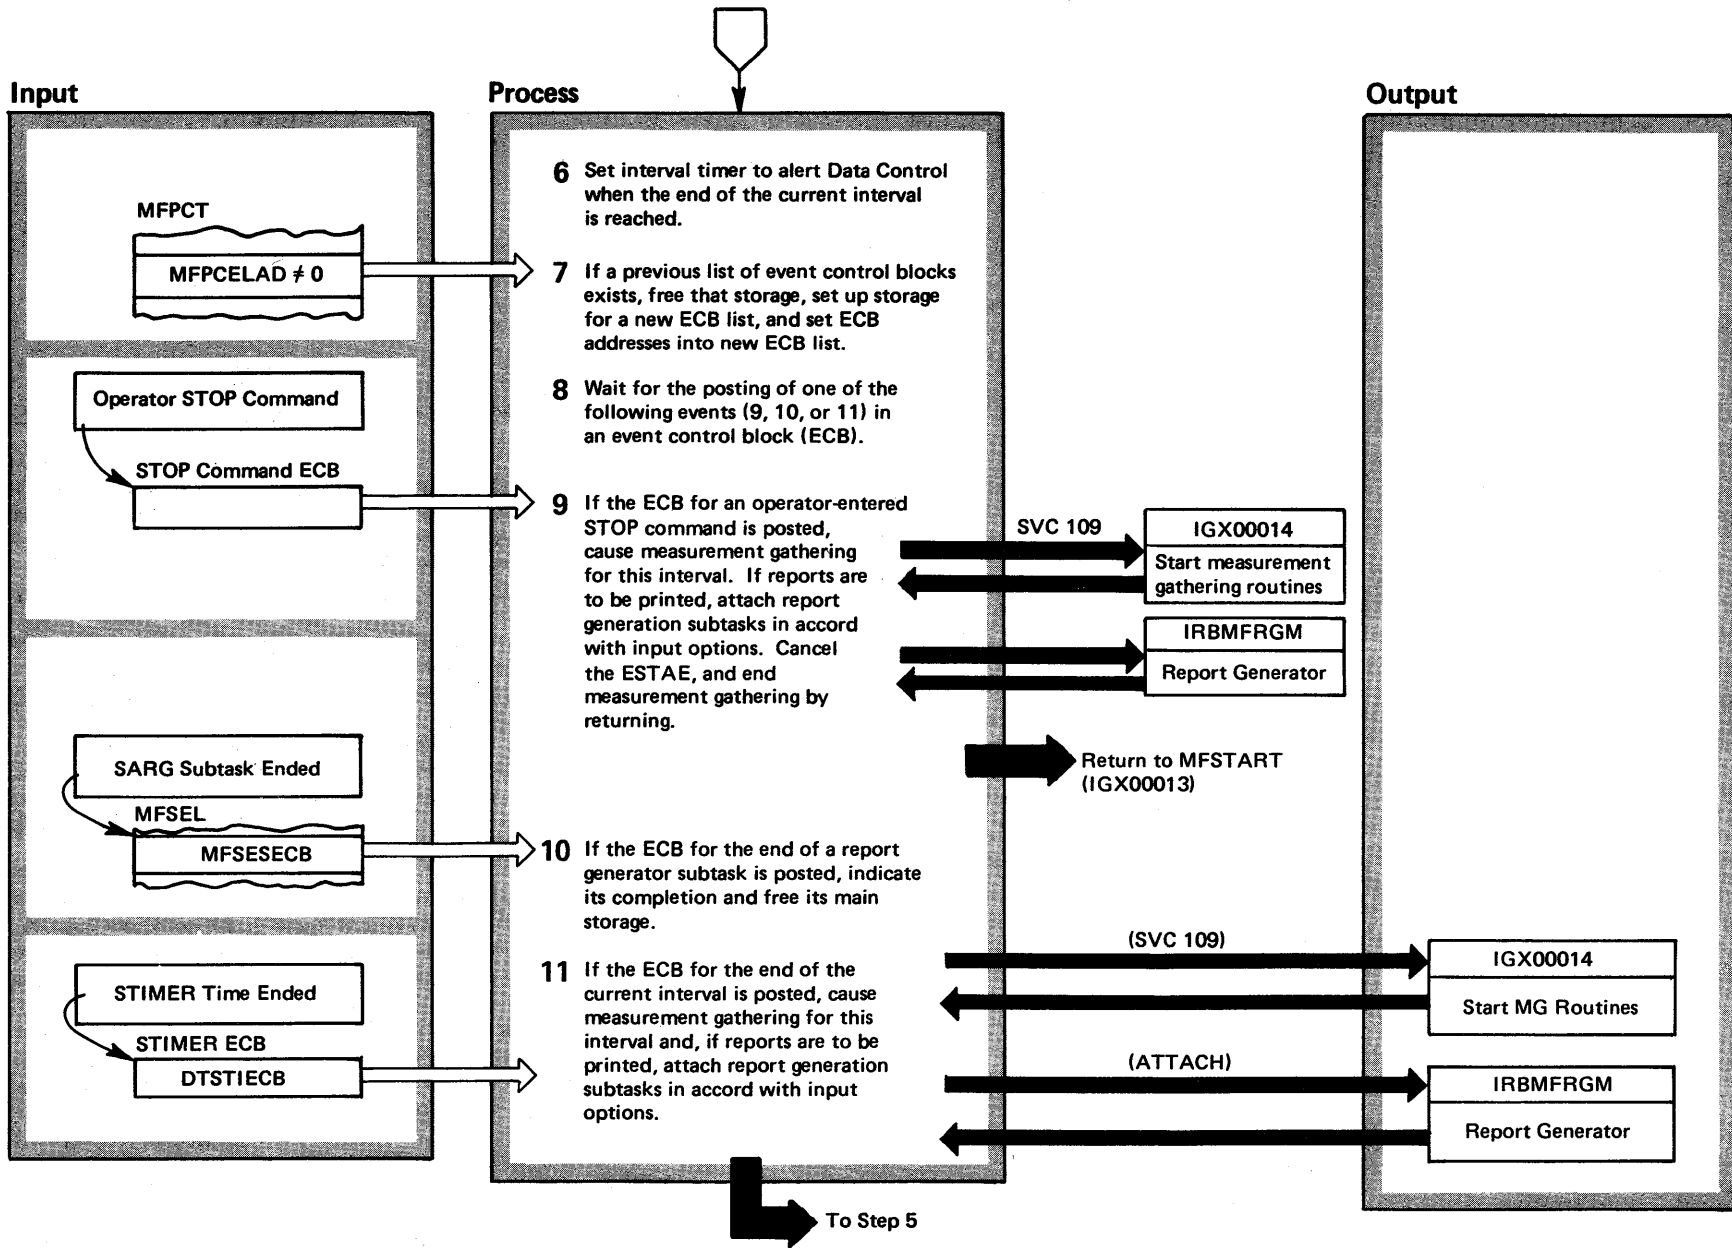 Input
Process
Output
MFPCT
MFPCELAD ≠ 0
Operator STOP Command
STOP Command ECB
SARG Subtask Ended
MFSEL
MFSESECB
STIMER Time Ended
STIMER ECB
DTSTIECB
6 Set interval timer to alert Data Control
when the end of the current interval
is reached.
7 If a previous list of event control blocks
exists, free that storage, set up storage
for a new ECB list, and set ECB
addresses into new ECB list.
8 Wait for the posting of one of the
following events (9, 10, or 11) in
an event control block (ECB).
9 If the ECB for an operator-entered
STOP command is posted,
cause measurement gathering
for this interval. If reports are
to be printed, attach report
generation subtasks in accord
with input options. Cancel
the ESTAE, and end
measurement gathering by
returning.
10 If the ECB for the end of a report
generator subtask is posted, indicate
its completion and free its main
storage.
11 If the ECB for the end of the
current interval is posted, cause
measurement gathering for this
interval and, if reports are to be
printed, attach report generation
subtasks in accord with input
options.
To Step 5
SVC 109
IGX00014
Start measurement
gathering routines
IRBMFRGM
Report Generator
Return to MFSTART
(IGX00013)
(SVC 109)
IGX00014
Start MG Routines
(ATTACH)
IRBMFRGM
Report Generator